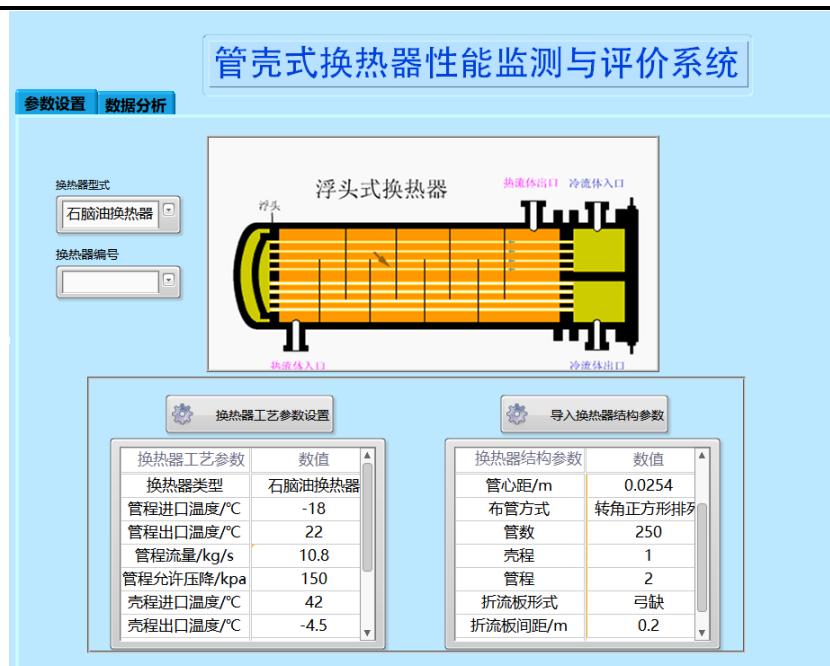 管壳式换热器性能监测与评价系统
参数设置 数据分析
换热器型式
石脑油换热器
换热器编号
浮头式换热器
热流体出口 冷流体入口
浮头
热流体入口
冷流体出口
换热器工艺参数设置
换热器工艺参数 数值
换热器类型 石脑油换热器
管程进口温度/℃ -18
管程出口温度/℃ 22
管程流量/kg/s 10.8
管程允许压降/kpa 150
壳程进口温度/℃ 42
壳程出口温度/℃ -4.5
导入换热器结构参数
换热器结构参数 数值
管心距/m 0.0254
布管方式 转角正方形排列
管数 250
壳程 1
管程 2
折流板形式 弓缺
折流板间距/m 0.2